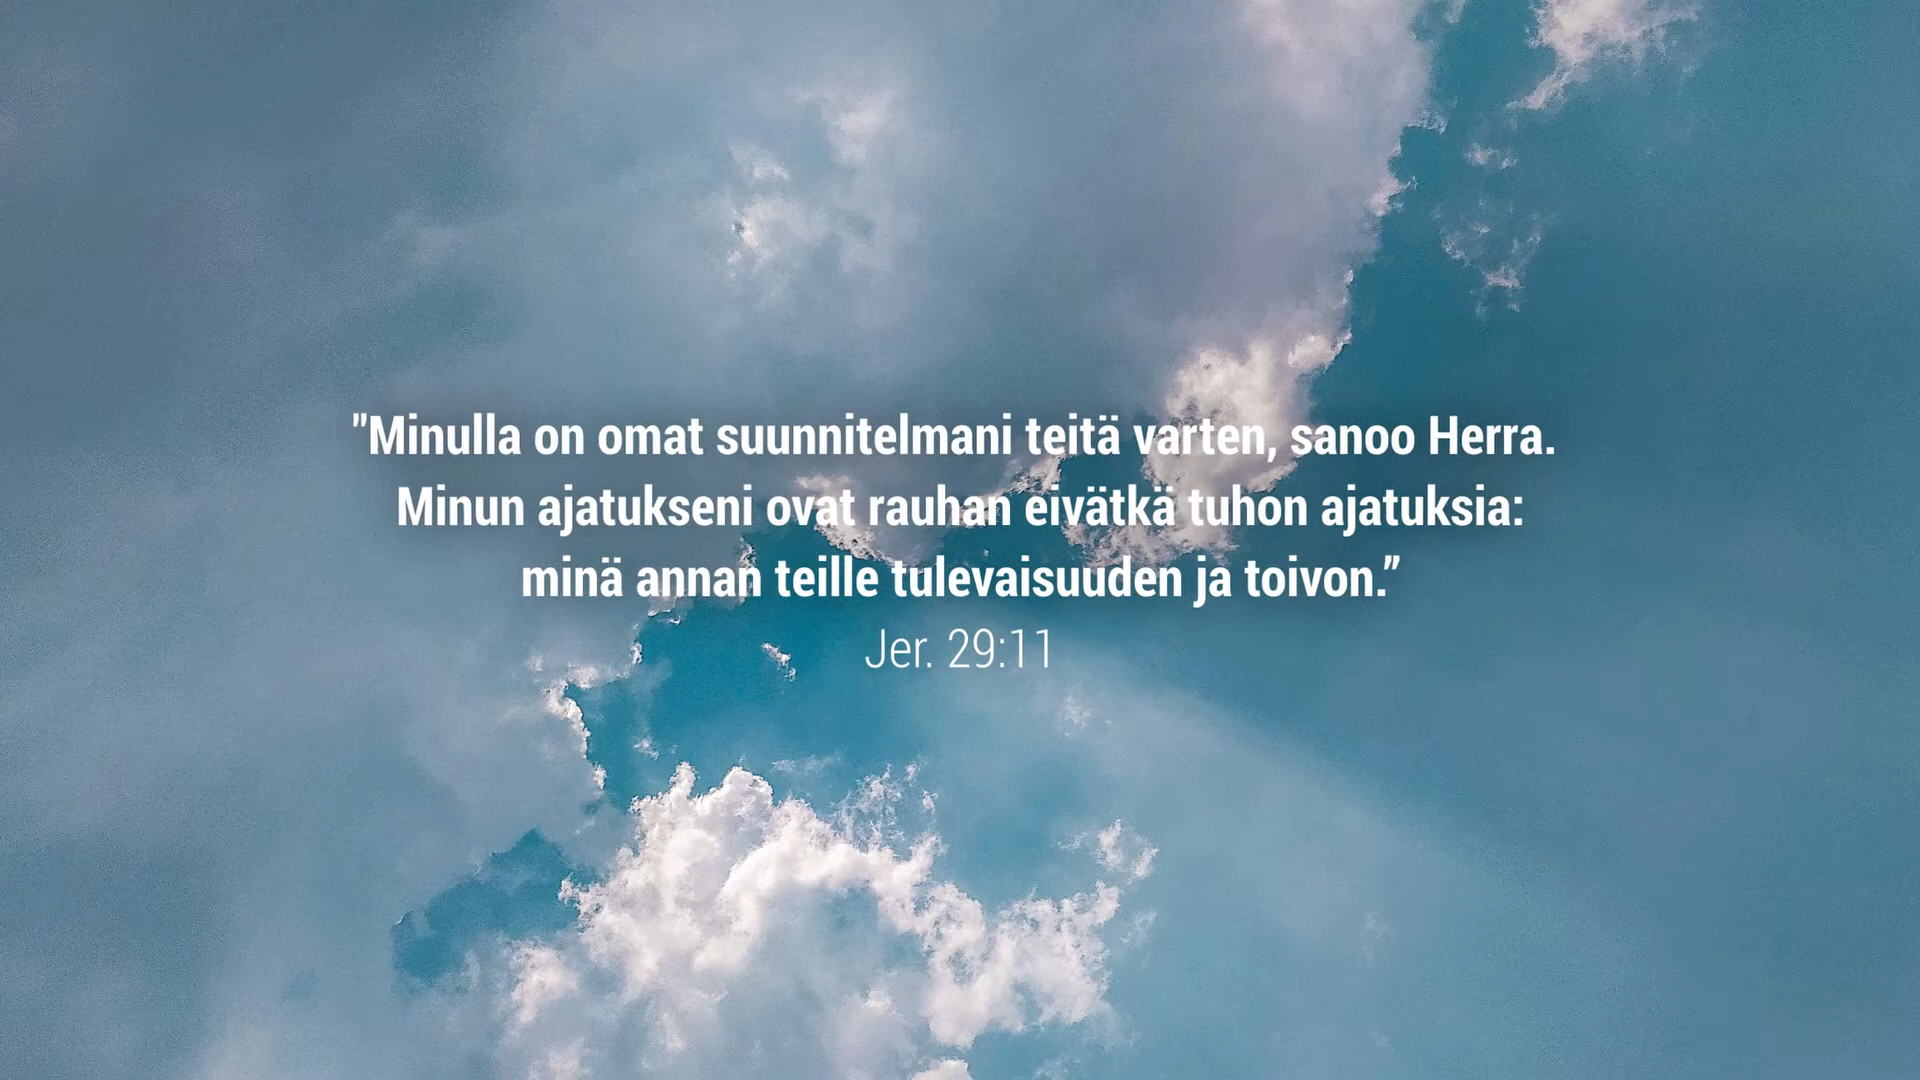 "Minulla on omat suunnitelmani teitä varten, sanoo Herra.
Minun ajatukseni ovat rauhan eivätkä tuhon ajatuksia:
minä annan teille tulevaisuuden ja toivon.”
Jer. 29:11